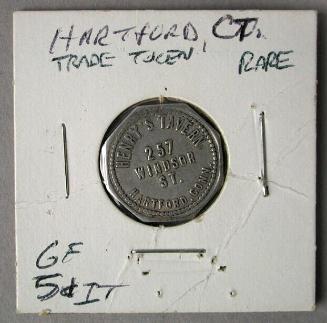 HARTFORD, CT.
TRADE TOKEN, RARE
HENRY'S TAVERN
257
WINDSOR
ST.
HARTFORD, CONN.
GF
5¢ IT